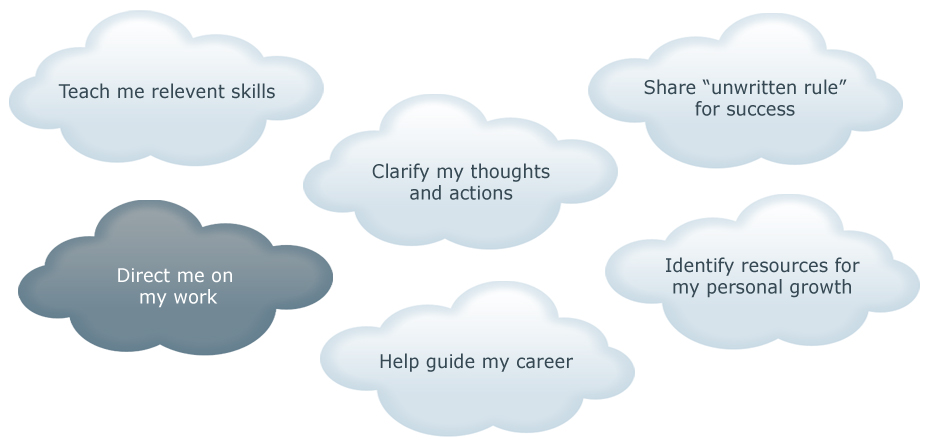 Teach me relevent skills
Share “unwritten rule”
for success
Clarify my thoughts
and actions
Direct me on
my work
Identify resources for
my personal growth
Help guide my career